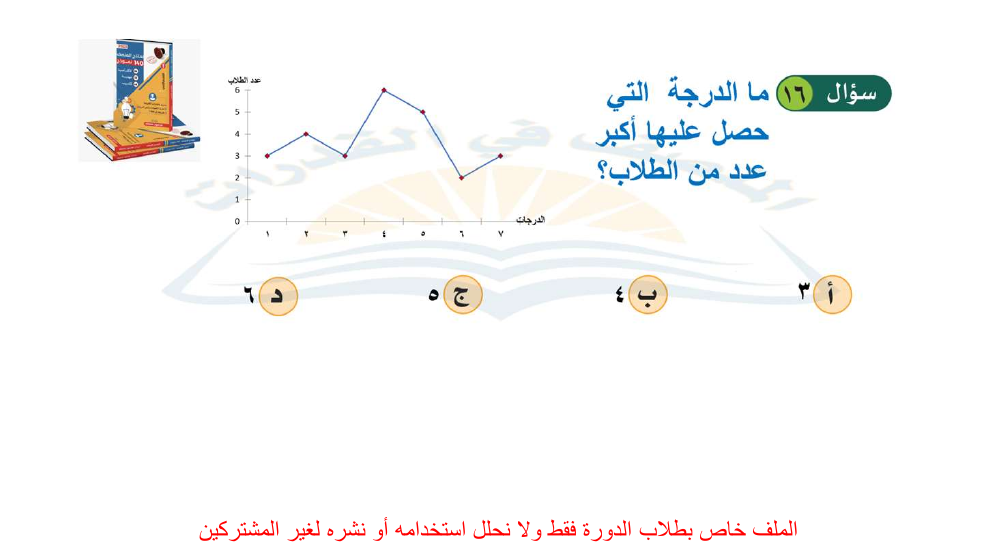 سؤال ١٦
ما الدرجة التي
حصل عليها أكبر
عدد من الطلاب؟
عدد الطلاب
6
5
4
3
2
1
0
١ ٢ ٣ ٤ ٥ ٦ ٧
الدرجات
أ ٣ ب ٤ ج ٥ د ٦
الملف خاص بطلاب الدورة فقط ولا نحلل استخدامه أو نشره لغير المشتركين